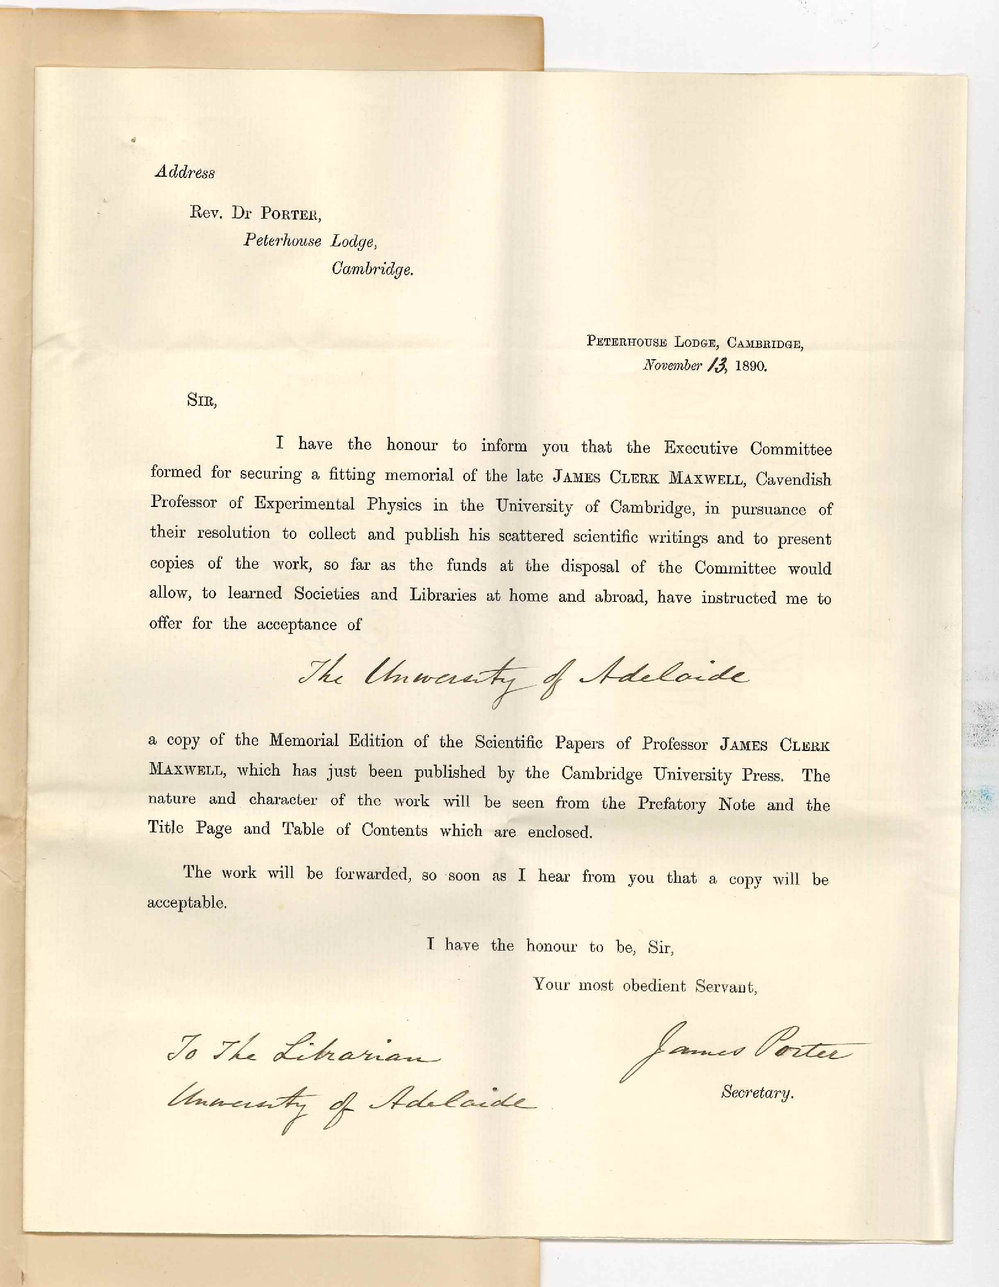 Address
Rev. Dr PORTER,
Peterhouse Lodge,
Cambridge.
PETERHOUSE LODGE, CAMBRIDGE,
November 13, 1890.
SIR,
I have the honour to inform you that the Executive Committee
formed for securing a fitting memorial of the late JAMES CLERK MAXWELL, Cavendish
Professor of Experimental Physics in the University of Cambridge, in pursuance of
their resolution to collect and publish his scattered scientific writings and to present
copies of the work, so far as the funds at the disposal of the Committee would
allow, to learned Societies and Libraries at home and abroad, have instructed me to
offer for the acceptance of
The University of Adelaide
a copy of the Memorial Edition of the Scientific Papers of Professor JAMES CLERK
MAXWELL, which has just been published by the Cambridge University Press. The
nature and character of the work will be seen from the Prefatory Note and the
Title Page and Table of Contents which are enclosed.
The work will be forwarded, so soon as I hear from you that a copy will be
acceptable.
I have the honour to be, Sir,
Your most obedient Servant,
James Porter
Secretary.
To The Librarian
University of Adelaide